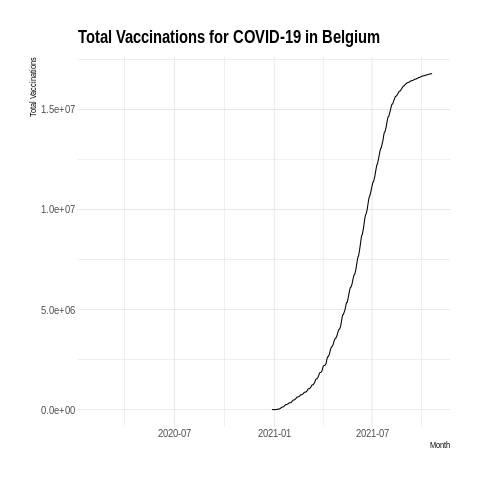 Total Vaccinations for COVID-19 in Belgium
Total Vaccinations
1.5e+07
1.0e+07
5.0e+06
0.0e+00
2020-07
2021-01
2021-07
Month